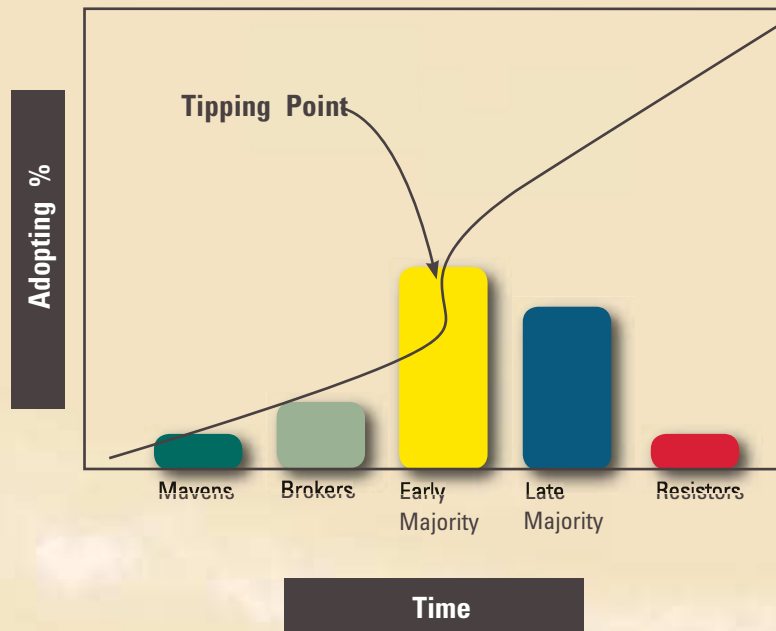 Tipping Point
Adopting %
Mavens
Brokers
Early
Majority
Late
Majority
Resistors
Time